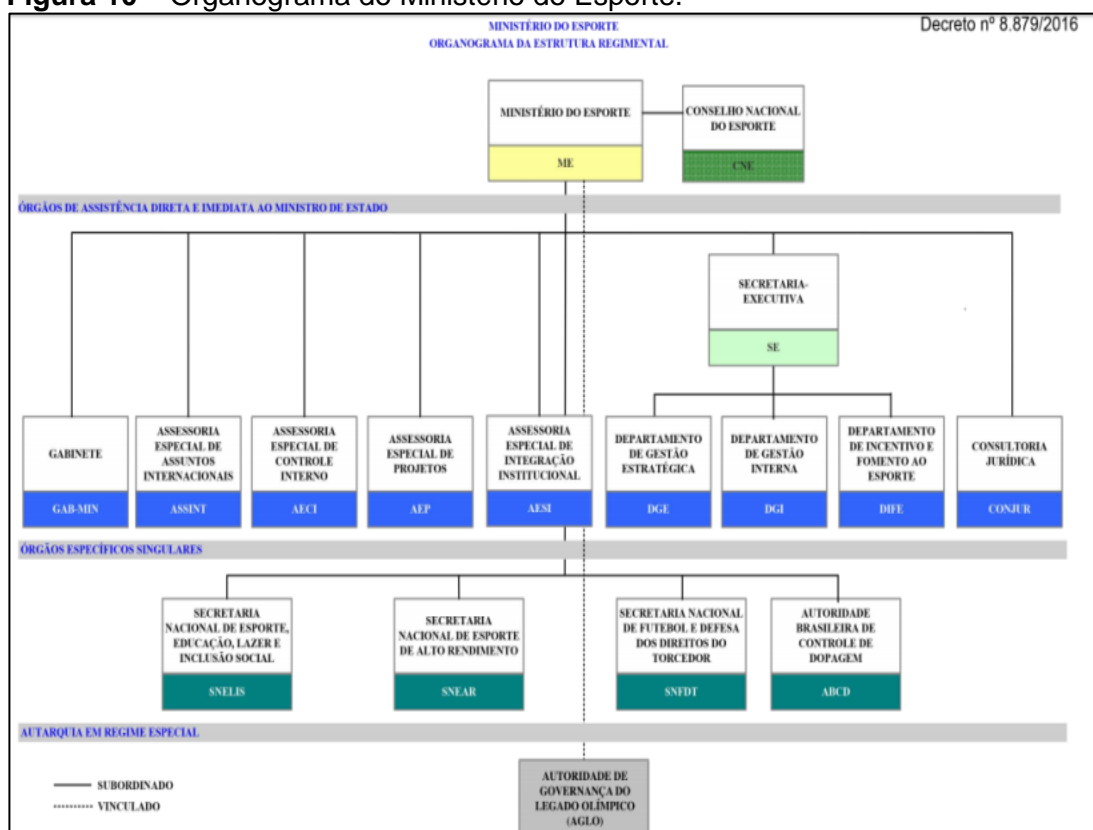 Figura 10 – Organograma do Ministério do Esporte.
MINISTÉRIO DO ESPORTE
ORGANOGRAMA DA ESTRUTURA REGIMENTAL
Decreto nº 8.879/2016
MINISTÉRIO DO ESPORTE
ME
CONSELHO NACIONAL
DO ESPORTE
CNE
ÓRGÃOS DE ASSISTÊNCIA DIRETA E IMEDIATA AO MINISTRO DE ESTADO
SECRETARIA-
EXECUTIVA
SE
GABINETE
GAB-MIN
ASSESSORIA
ESPECIAL DE
ASSUNTOS
INTERNACIONAIS
ASSINT
ASSESSORIA
ESPECIAL DE
CONTROLE
INTERNO
AECI
ASSESSORIA
ESPECIAL DE
PROJETOS
AEP
ASSESSORIA
ESPECIAL DE
INTEGRAÇÃO
INSTITUCIONAL
AESI
DEPARTAMENTO
DE GESTÃO
ESTRATÉGICA
DGE
DEPARTAMENTO
DE GESTÃO
INTERNA
DGI
DEPARTAMENTO
DE INCENTIVO E
FOMENTO AO
ESPORTE
DIFE
CONSULTORIA
JURÍDICA
CONJUR
ÓRGÃOS ESPECÍFICOS SINGULARES
SECRETARIA
NACIONAL DE ESPORTE,
EDUCAÇÃO, LAZER E
INCLUSÃO SOCIAL
SNELIS
SECRETARIA
NACIONAL DE ESPORTE
DE ALTO RENDIMENTO
SNEAR
SECRETARIA NACIONAL
DE FUTEBOL E DEFESA
DOS DIREITOS DO
TORCEDOR
SNFDT
AUTORIDADE
BRASILEIRA DE
CONTROLE DE
DOPAGEM
ABCD
AUTARQUIA EM REGIME ESPECIAL
SUBORDINADO
VINCULADO
AUTORIDADE DE
GOVERNANÇA DO
LEGADO OLÍMPICO
(AGLO)